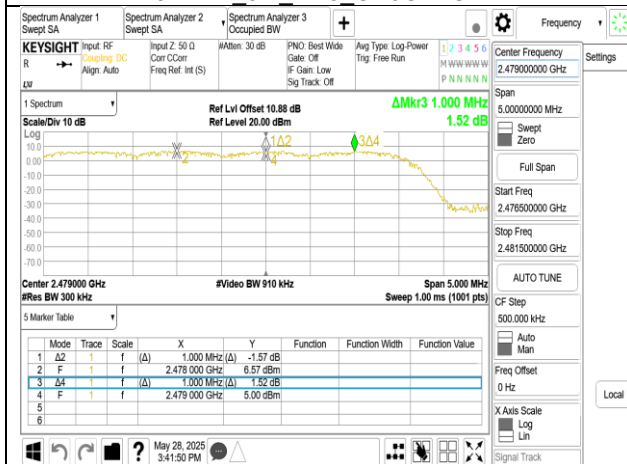 Spectrum Analyzer 1
Swept SA
Spectrum Analyzer 2
Swept SA
Spectrum Analyzer 3
Occupied BW
+
Frequency
KEYSIGHT
R
LXI
Input: RF
Coupling: DC
Align: Auto
Input Z: 50 Ω
Corr CCorr
Freq Ref: Int (S)
#Atten: 30 dB
PNO: Best Wide
Gate: Off
IF Gain: Low
Sig Track: Off
Avg Type: Log-Power
Trig: Free Run
1 2 3 4 5 6
M W W W W W
P N N N N N
Center Frequency
2.479000000 GHz
Settings
1 Spectrum
Scale/Div 10 dB
Log
Ref Lvl Offset 10.88 dB
Ref Level 20.00 dBm
ΔMkr3 1.000 MHz
1.52 dB
Span
5.00000000 MHz
Swept
Zero
Full Span
Start Freq
2.476500000 GHz
Stop Freq
2.481500000 GHz
AUTO TUNE
CF Step
500.000 kHz
Auto
Man
Freq Offset
0 Hz
Local
X Axis Scale
Log
Lin
Signal Track
10.0
0.00
-10.0
-20.0
-30.0
-40.0
-50.0
-60.0
-70.0
2
1Δ2
4
3Δ4
Center 2.4790000 GHz
#Res BW 300 kHz
#Video BW 910 kHz
Span 5.000 MHz
Sweep 1.00 ms (1001 pts)
5 Marker Table
Mode Trace Scale X Y Function Function Width Function Value
1 Δ2 1 f (Δ) 1.000 MHz (Δ) -1.57 dB
2 F 1 f 2.478 000 GHz 6.57 dBm
3 Δ4 1 f (Δ) 1.000 MHz (Δ) 1.52 dB
4 F 1 f 2.479 000 GHz 5.00 dBm
5
6
?
May 28, 2025
3:41:50 PM